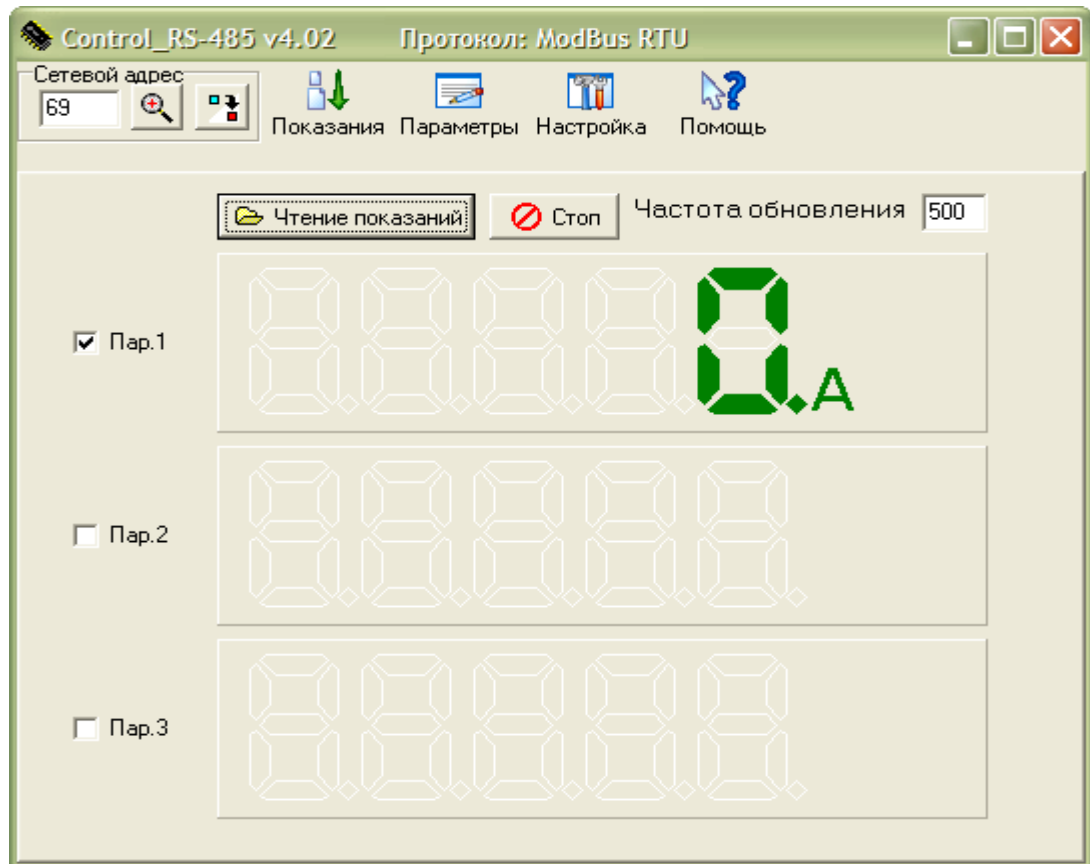 Control_RS-485 v4.02 Протокол: ModBus RTU
Сетевой адрес
69
Показания Параметры Настройка Помощь
Чтение показаний Стоп Частота обновления 500
Пар.1 0.А
Пар.2
Пар.3